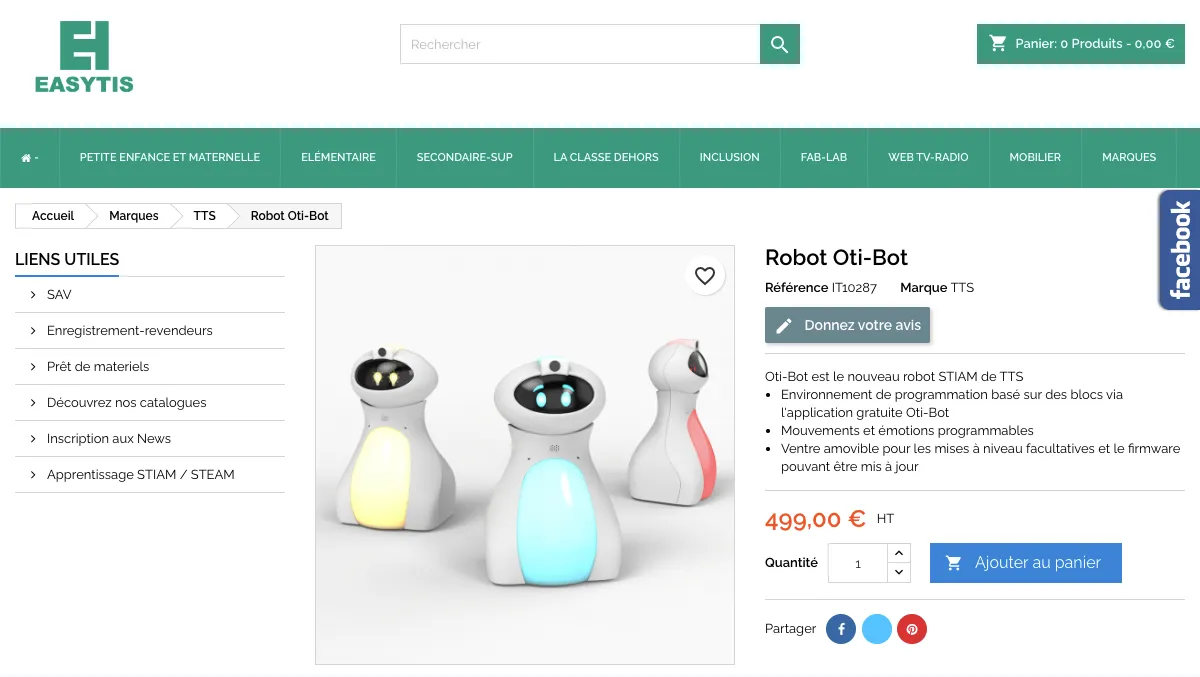 EASYTIS
Rechercher
Panier: 0 Produits - 0,00 €
PETITE ENFANCE ET MATERNELLE
ELÉMENTAIRE
SECONDAIRE-SUP
LA CLASSE DEHORS
INCLUSION
FAB-LAB
WEB TV-RADIO
MOBILIER
MARQUES
Accueil
Marques
TTS
Robot Oti-Bot
facebook
LIENS UTILES
SAV
Enregistrement-revendeurs
Prêt de materiels
Découvrez nos catalogues
Inscription aux News
Apprentissage STIAM / STEAM
Robot Oti-Bot
Référence IT10287 Marque TTS
Donnez votre avis
Oti-Bot est le nouveau robot STIAM de TTS
Environnement de programmation basé sur des blocs via
l'application gratuite Oti-Bot
Mouvements et émotions programmables
Ventre amovible pour les mises à niveau facultatives et le firmware
pouvant être mis à jour
499,00 € HT
Quantité 1
Ajouter au panier
Partager